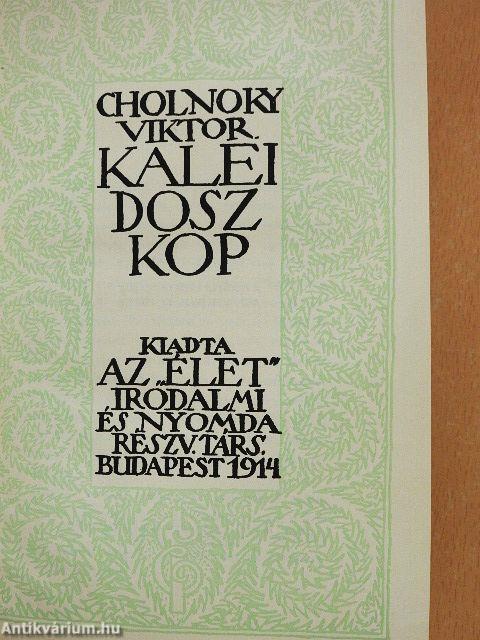 CHOLNOKY
VIKTOR.
KALEI
DOSZ
KOP
KIADTA
AZ „ÉLET”
IRODALMI
ÉS NYOMDA
RÉSZV. TÁRS.
BUDAPEST 1914
Antikvárium.hu